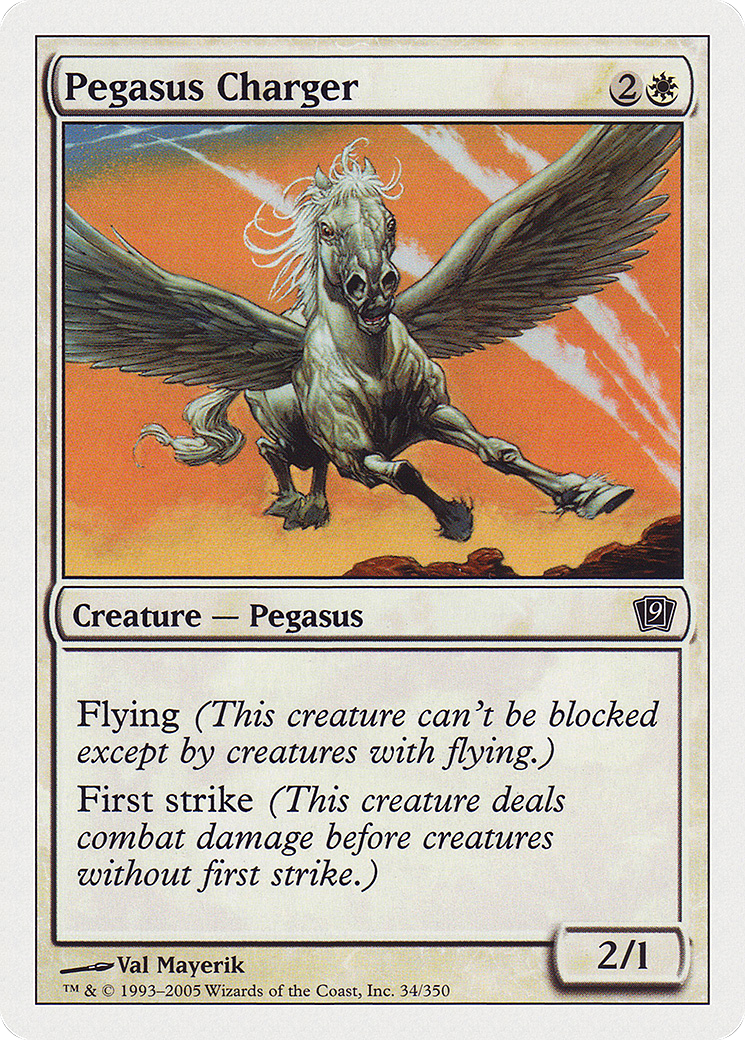 Pegasus Charger 2
Creature — Pegasus 9
Flying (This creature can't be blocked
except by creatures with flying.)
First strike (This creature deals
combat damage before creatures
without first strike.)
2/1
Val Mayerik
™ & © 1993–2005 Wizards of the Coast, Inc. 34/350